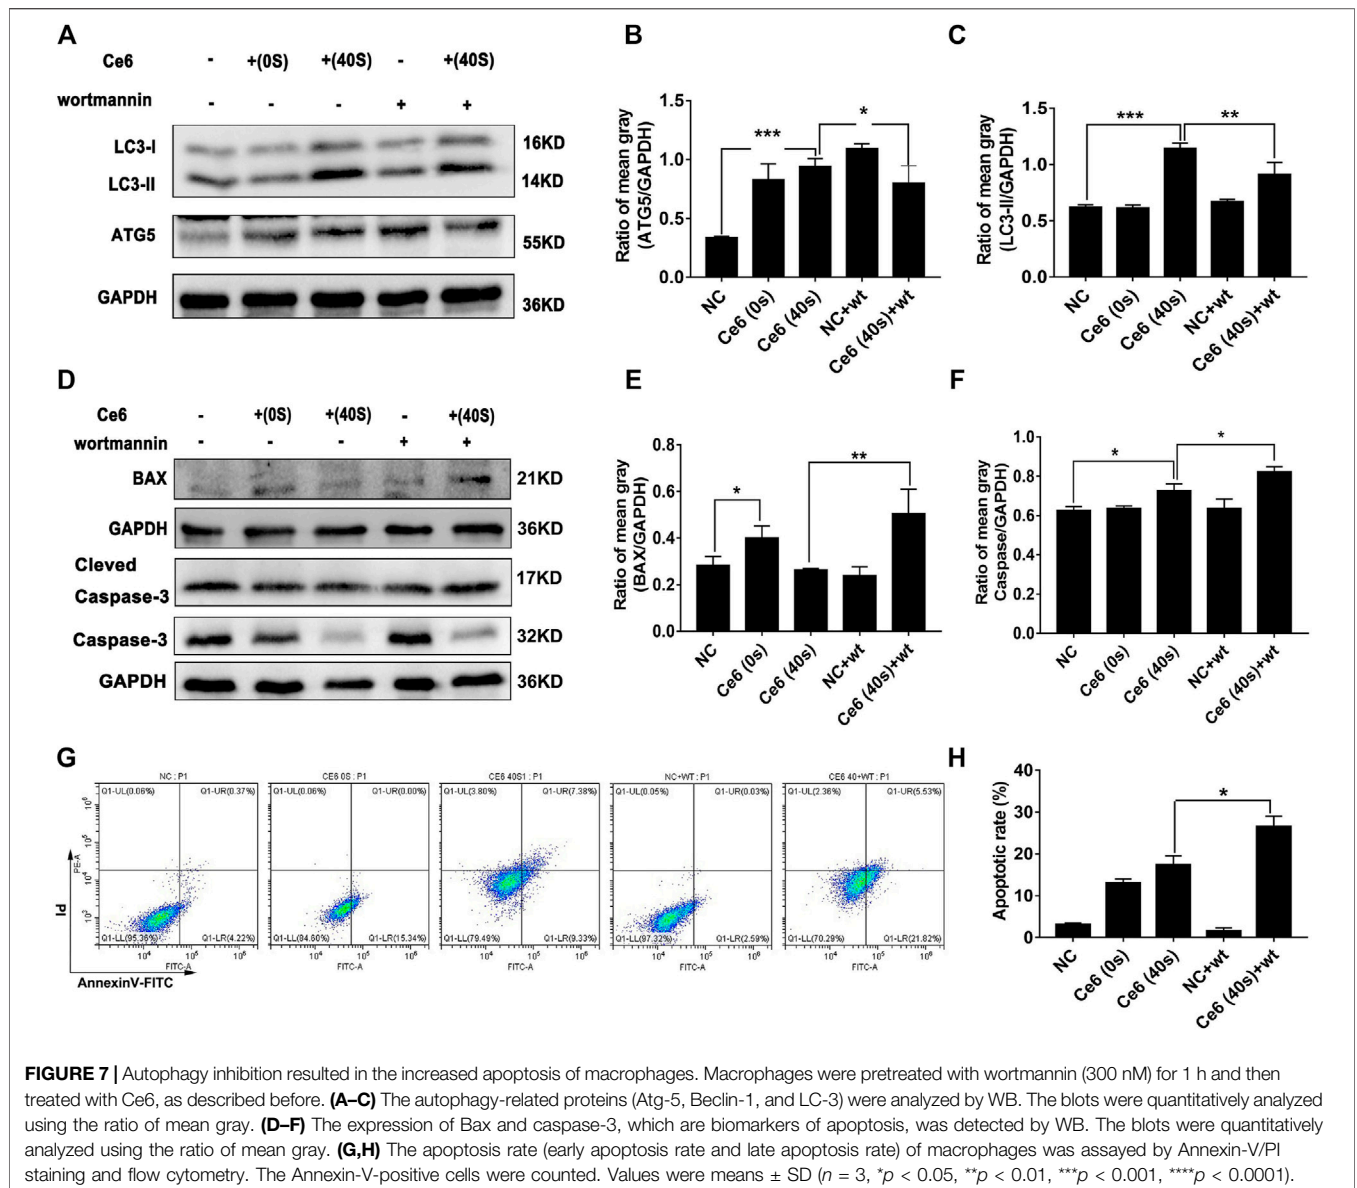 A
Ce6 - +(0S) +(40S) - +(40S)
wortmannin - - - + +
LC3-I 16KD
LC3-II 14KD
ATG5 55KD
GAPDH 36KD
B
Ratio of mean gray
(ATG5/GAPDH)
1.5
1.0
0.5
0.0
*** *
NC Ce6 (0s) Ce6 (40s) NC+wt Ce6 (40s)+wt
C
Ratio of mean gray
(LC3-II/GAPDH)
1.5
1.0
0.5
0.0
*** **
NC Ce6 (0s) Ce6 (40s) NC+wt Ce6 (40s)+wt
D
Ce6 - +(0S) +(40S) - +(40S)
wortmannin - - - + +
BAX 21KD
GAPDH 36KD
Cleved
Caspase-3 17KD
Caspase-3 32KD
GAPDH 36KD
E
Ratio of mean gray
(BAX/GAPDH)
0.8
0.6
0.4
0.2
0.0
* **
NC Ce6 (0s) Ce6 (40s) NC+wt Ce6 (40s)+wt
F
Ratio of mean gray
Caspase/GAPDH)
1.0
0.8
0.6
0.4
0.2
0.0
* *
NC Ce6 (0s) Ce6 (40s) NC+wt Ce6 (40s)+wt
G
NC : P1
Q1-UL(0.06%) Q1-UR(0.37%)
Q1-LL(95.36%) Q1-LR(4.22%)
10⁶
10⁵
10⁴
10³
PE-A
10⁴ 10⁵ 10⁶
FITC-A
CE6 0S : P1
Q1-UL(0.06%) Q1-UR(0.00%)
Q1-LL(84.60%) Q1-LR(15.34%)
10⁴ 10⁵ 10⁶
FITC-A
CE6 40S1 : P1
Q1-UL(3.80%) Q1-UR(7.38%)
Q1-LL(79.49%) Q1-LR(9.33%)
10⁴ 10⁵ 10⁶
FITC-A
NC+WT : P1
Q1-UL(0.05%) Q1-UR(0.03%)
Q1-LL(97.32%) Q1-LR(2.59%)
10⁴ 10⁵ 10⁶
FITC-A
CE6 40+WT : P1
Q1-UL(2.36%) Q1-UR(5.53%)
Q1-LL(70.29%) Q1-LR(21.82%)
10⁴ 10⁵ 10⁶
FITC-A
PI
AnnexinV-FITC
H
Apoptotic rate (%)
40
30
20
10
0
*
NC Ce6 (0s) Ce6 (40s) NC+wt Ce6 (40s)+wt
FIGURE 7 | Autophagy inhibition resulted in the increased apoptosis of macrophages. Macrophages were pretreated with wortmannin (300 nM) for 1 h and then
treated with Ce6, as described before. (A–C) The autophagy-related proteins (Atg-5, Beclin-1, and LC-3) were analyzed by WB. The blots were quantitatively analyzed
using the ratio of mean gray. (D–F) The expression of Bax and caspase-3, which are biomarkers of apoptosis, was detected by WB. The blots were quantitatively
analyzed using the ratio of mean gray. (G,H) The apoptosis rate (early apoptosis rate and late apoptosis rate) of macrophages was assayed by Annexin-V/PI
staining and flow cytometry. The Annexin-V-positive cells were counted. Values were means ± SD (n = 3, *p < 0.05, **p < 0.01, ***p < 0.001, ****p < 0.0001).